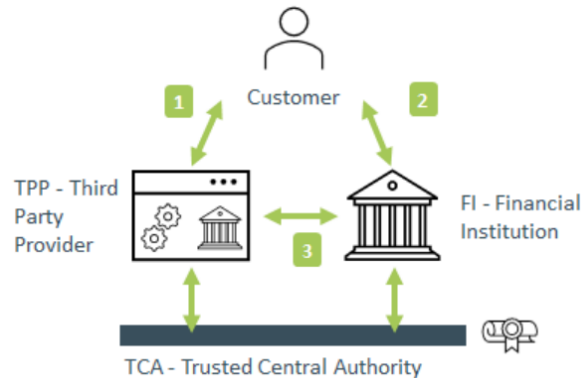 Customer
1
2
TPP - Third
Party
Provider
FI - Financial
Institution
3
TCA - Trusted Central Authority